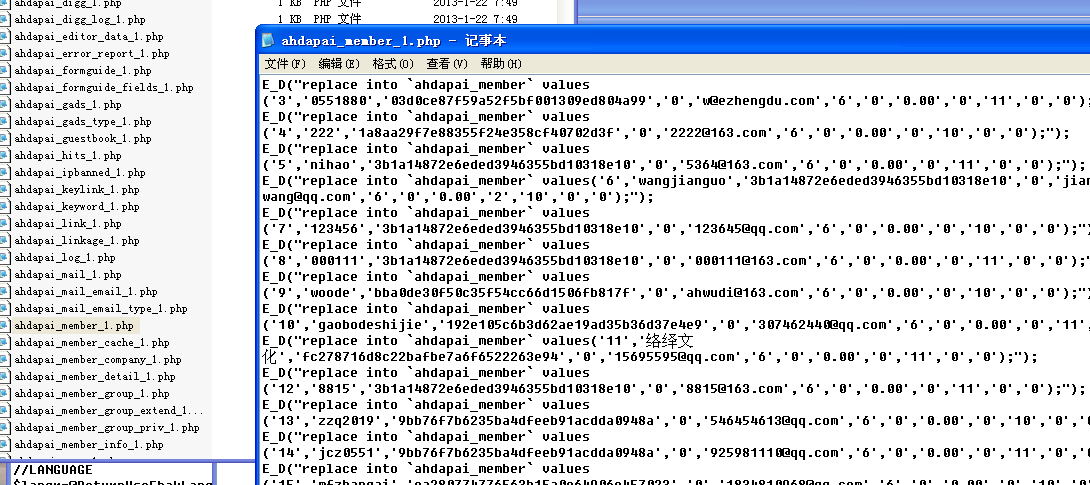 ahdapai_digg_1.php 1 KB PHP 文件 2013-1-22 7:49
ahdapai_digg_log_1.php 1 KB PHP 文件 2013-1-22 7:49
ahdapai_editor_data_1.php
ahdapai_error_report_1.php
ahdapai_formguide_1.php
ahdapai_formguide_fields_1.php
ahdapai_gads_1.php
ahdapai_gads_type_1.php
ahdapai_guestbook_1.php
ahdapai_hits_1.php
ahdapai_ipbanned_1.php
ahdapai_keylink_1.php
ahdapai_keyword_1.php
ahdapai_link_1.php
ahdapai_linkage_1.php
ahdapai_log_1.php
ahdapai_mail_1.php
ahdapai_mail_email_1.php
ahdapai_mail_email_type_1.php
ahdapai_member_1.php
ahdapai_member_cache_1.php
ahdapai_member_company_1.php
ahdapai_member_detail_1.php
ahdapai_member_group_1.php
ahdapai_member_group_extend_1...
ahdapai_member_group_priv_1.php
ahdapai_member_info_1.php
//LANGUAGE
ahdapai_member_1.php - 记事本
文件(F) 编辑(E) 格式(O) 查看(V) 帮助(H)
E_D("replace into `ahdapai_member` values
('3','0551880','03d0ce87f59a52f5bf001309ed804a99','0','w@ezhengdu.com','6','0','0.00','0','11','0','0');
E_D("replace into `ahdapai_member` values
('4','222','1a8aa29f7e88355f24e358cf40702d3f','0','2222@163.com','6','0','0.00','0','10','0','0');");
E_D("replace into `ahdapai_member` values
('5','nihao','3b1a14872e6eded3946355bd10318e10','0','5364@163.com','6','0','0.00','0','11','0','0');");
E_D("replace into `ahdapai_member` values('6','wangjianguo','3b1a14872e6eded3946355bd10318e10','0','jian
wang@qq.com','6','0','0.00','2','10','0','0');");
E_D("replace into `ahdapai_member` values
('7','123456','3b1a14872e6eded3946355bd10318e10','0','123645@qq.com','6','0','0.00','0','10','0','0');")
E_D("replace into `ahdapai_member` values
('8','000111','3b1a14872e6eded3946355bd10318e10','0','000111@163.com','6','0','0.00','0','11','0','0');"
E_D("replace into `ahdapai_member` values
('9','woode','bba0de30f50c35f54cc66d1506fb817f','0','ahwudi@163.com','6','0','0.00','0','10','0','0');")
E_D("replace into `ahdapai_member` values
('10','gaobodeshijie','192e105c6b3d62ae19ad35b36d37e4e9','0','307462440@qq.com','6','0','0.00','0','11'
E_D("replace into `ahdapai_member` values('11','络绎文
化','fc278716d8c22bafbe7a6f6522263e94','0','15695595@qq.com','6','0','0.00','0','11','0','0');");
E_D("replace into `ahdapai_member` values
('12','8815','3b1a14872e6eded3946355bd10318e10','0','8815@163.com','6','0','0.00','0','11','0','0');");
E_D("replace into `ahdapai_member` values
('13','zzq2019','9bb76f7b6235ba4dfeeb91acdda0948a','0','546454613@qq.com','6','0','0.00','0','10','0','0
E_D("replace into `ahdapai_member` values
('14','jcz0551','9bb76f7b6235ba4dfeeb91acdda0948a','0','925981110@qq.com','6','0','0.00','0','11','0','0
E_D("replace into `ahdapai_member` values